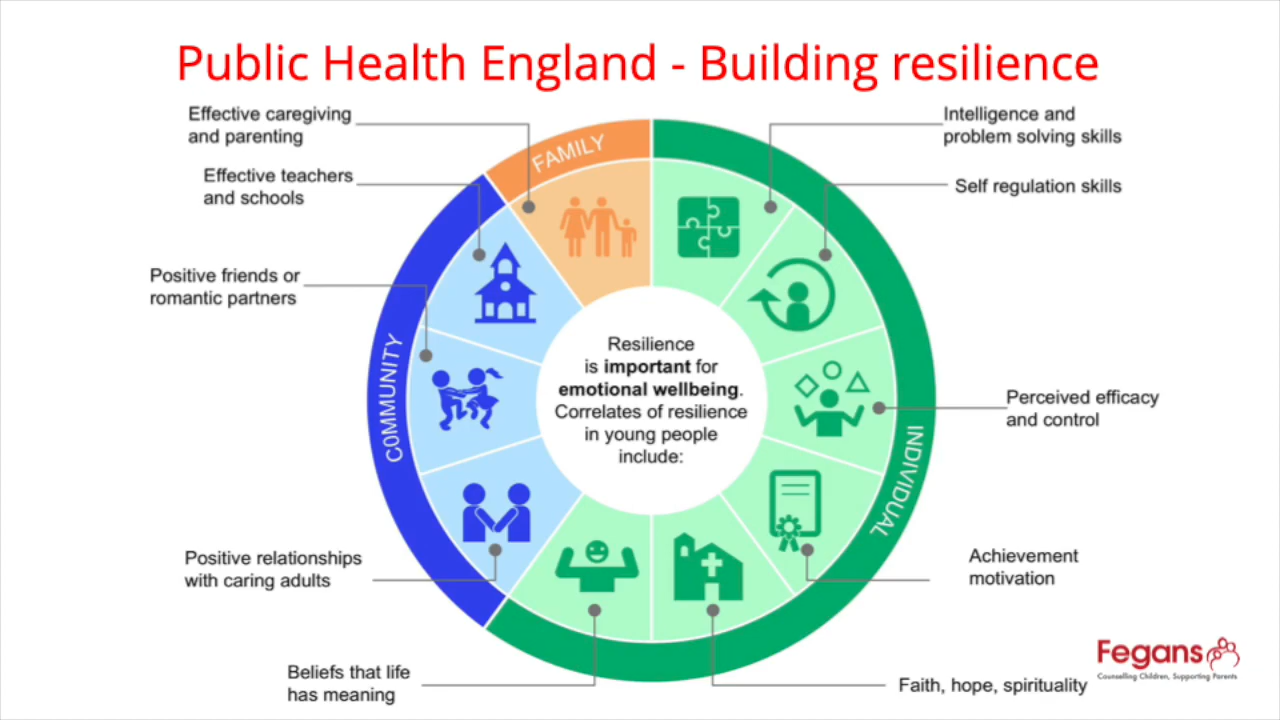 Public Health England - Building resilience
Effective caregiving
and parenting
Effective teachers
and schools
Positive friends or
romantic partners
Positive relationships
with caring adults
Beliefs that life
has meaning
FAMILY
COMMUNITY
INDIVIDUAL
Resilience
is important for
emotional wellbeing.
Correlates of resilience
in young people
include:
Intelligence and
problem solving skills
Self regulation skills
Perceived efficacy
and control
Achievement
motivation
Faith, hope, spirituality
Fegans
Counselling Children, Supporting Parents